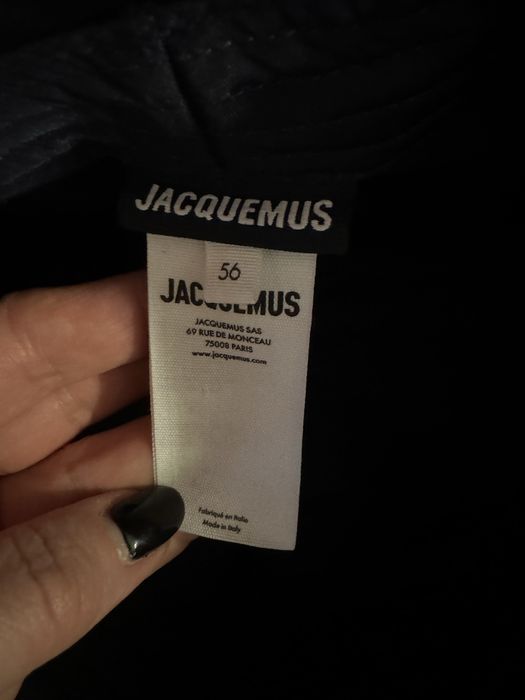 JACQUEMUS
56
JACQUEMUS
JACQUEMUS SAS
69 RUE DE MONCEAU
75008 PARIS
www.jacquemus.com
Fabriqué en Italie
Made in Italy